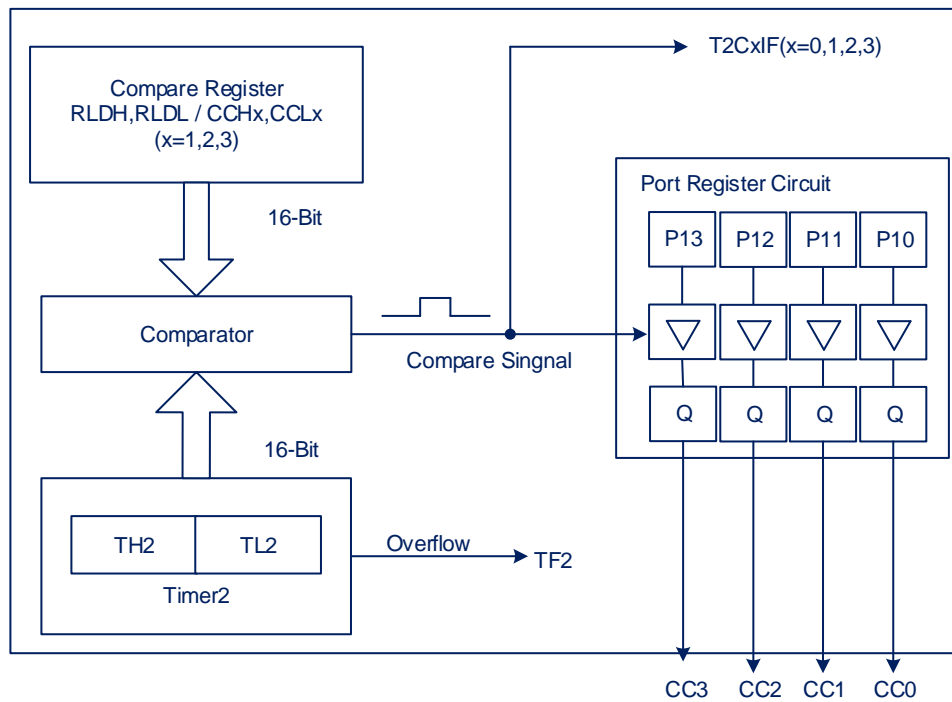 T2CxIF(x=0,1,2,3)
Compare Register
RLDH,RLDL / CCHx,CCLx
(x=1,2,3)
16-Bit
Port Register Circuit
P13 P12 P11 P10
Comparator
Compare Singnal
Q Q Q Q
16-Bit
TH2 TL2
Overflow
TF2
Timer2
CC3 CC2 CC1 CC0